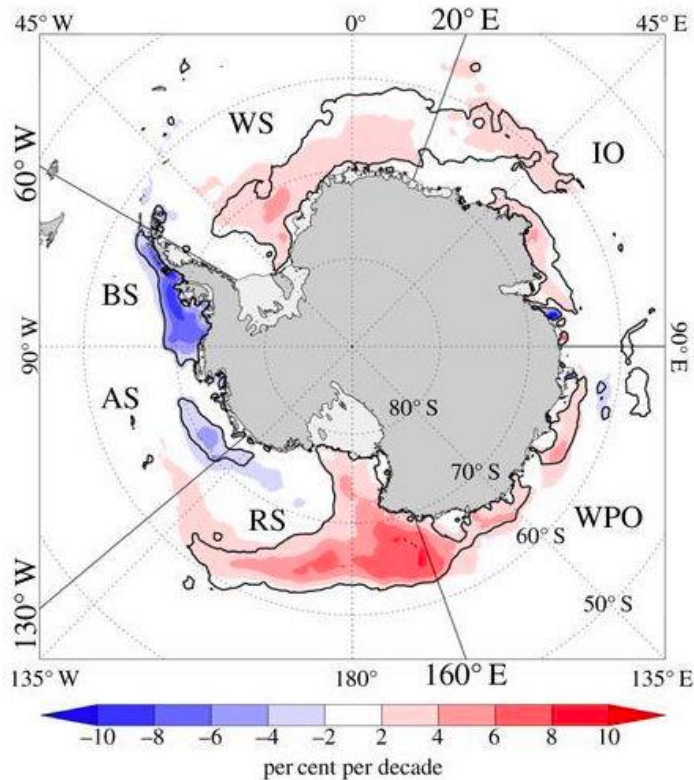 45° W 0° 20° E 45° E
WS
60° W
IO
BS
90° W
90° E
AS
80° S
70° S
RS
60° S
WPO
50° S
130° W
135° W 180° 160° E 135° E
−10 −8 −6 −4 −2 2 4 6 8 10
per cent per decade